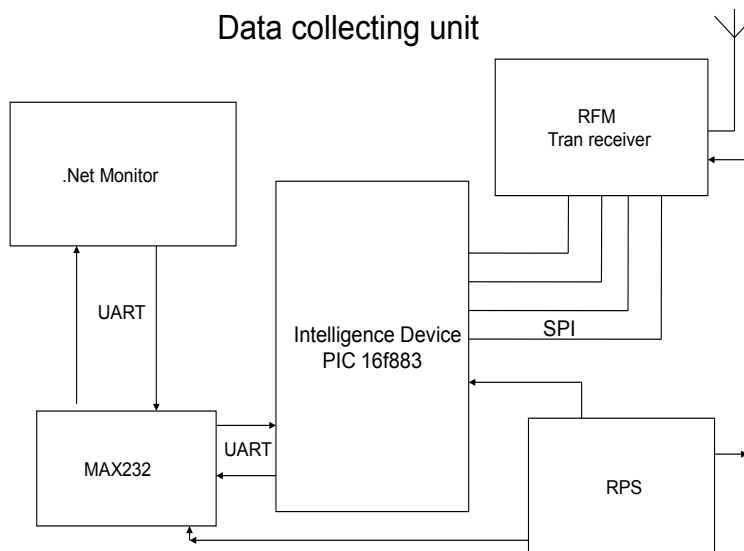 Data collecting unit
RFM
Tran receiver
.Net Monitor
UART
Intelligence Device
PIC 16f883
SPI
MAX232
UART
RPS